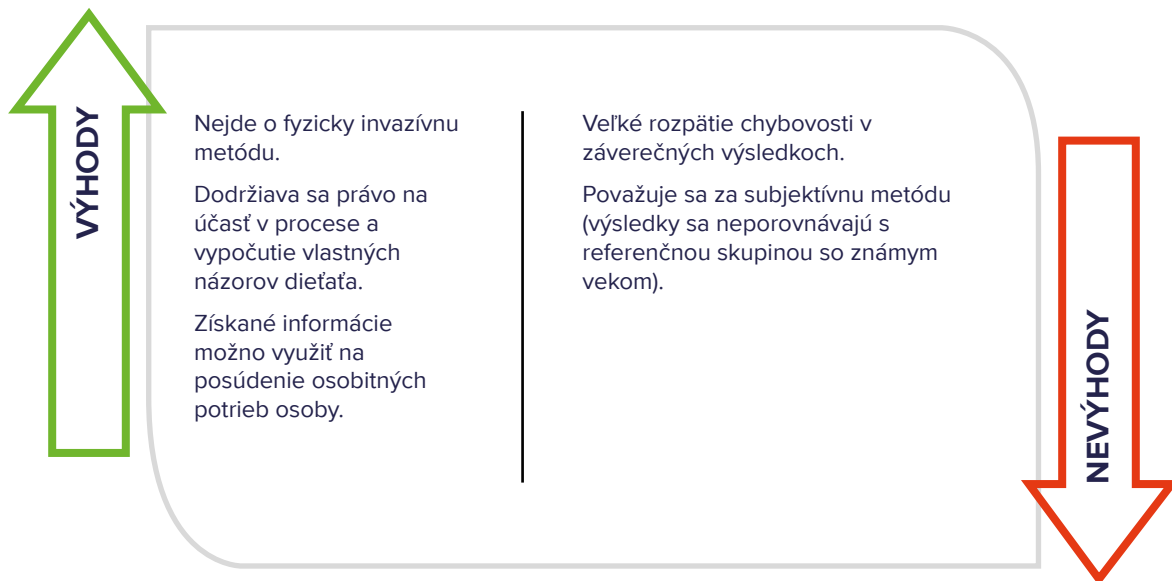 VÝHODY
Nejde o fyzicky invazívnu
metódu.
Dodržiava sa právo na
účasť v procese a
vypočutie vlastných
názorov dieťaťa.
Získané informácie
možno využiť na
posúdenie osobitných
potrieb osoby.
Veľké rozpätie chybovosti v
záverečných výsledkoch.
Považuje sa za subjektívnu metódu
(výsledky sa neporovnávajú s
referenčnou skupinou so známym
vekom).
NEVÝHODY